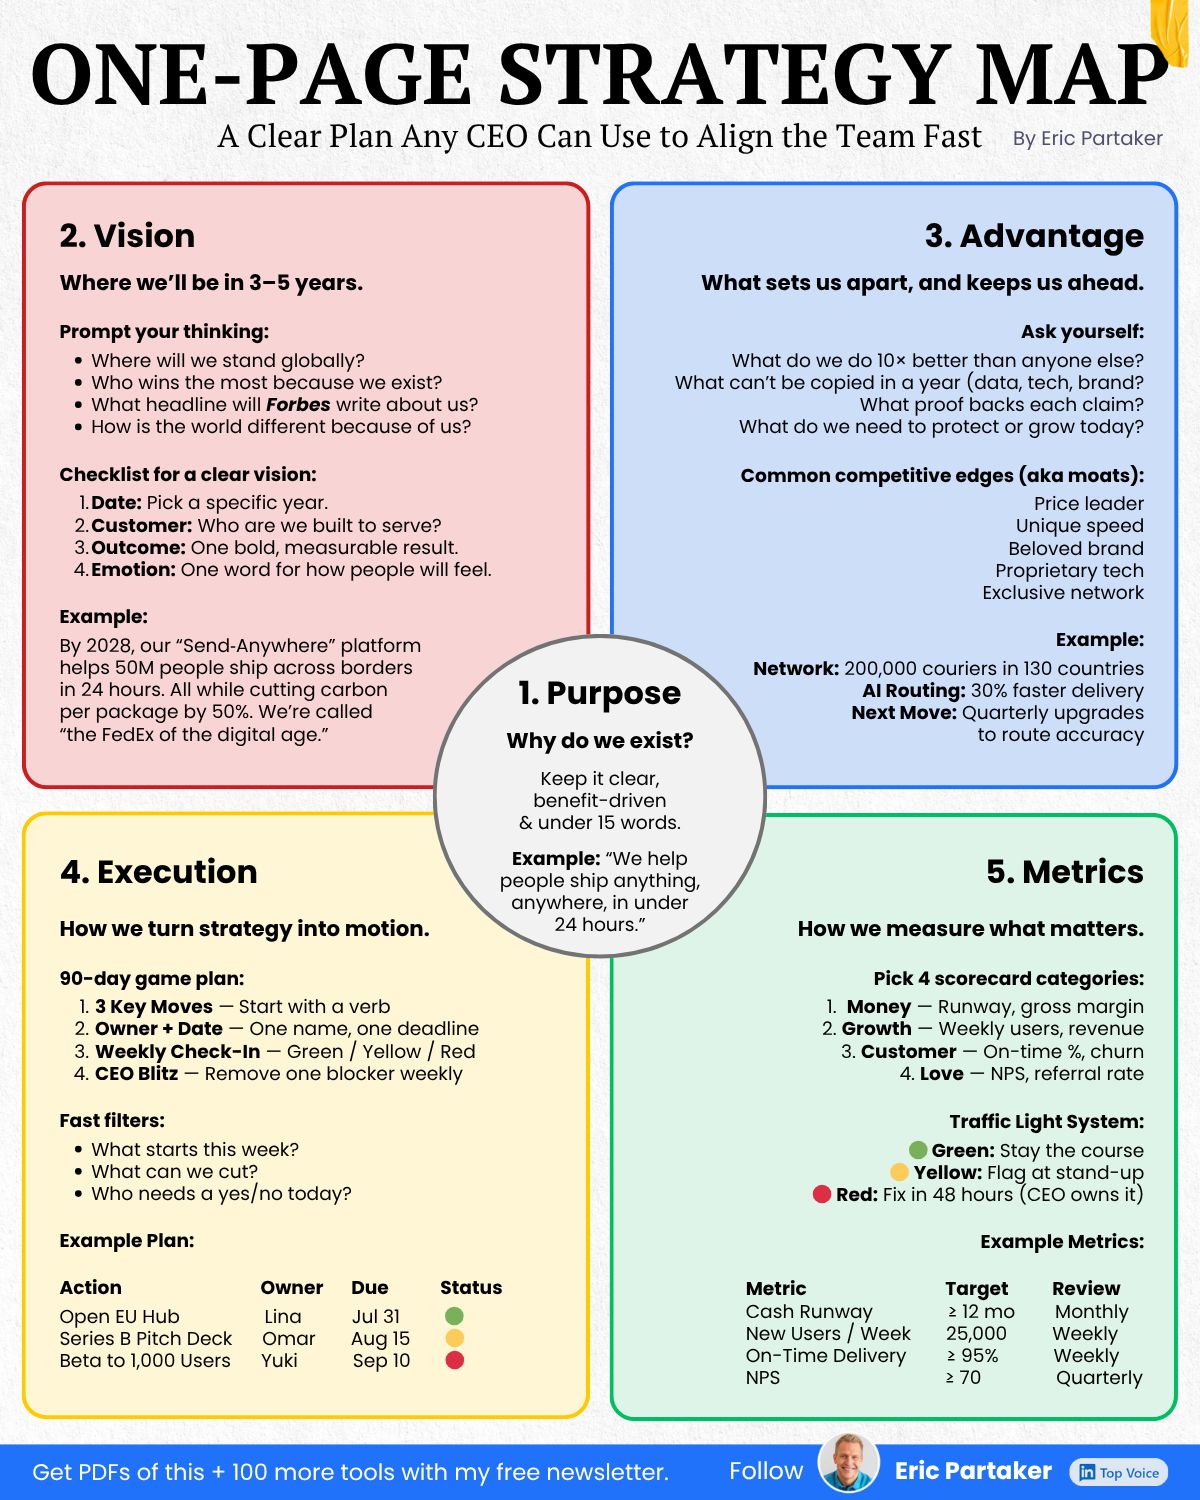 ONE-PAGE STRATEGY MAP
A Clear Plan Any CEO Can Use to Align the Team Fast
By Eric Partaker
2. Vision
Where we’ll be in 3–5 years.
Prompt your thinking:
• Where will we stand globally?
• Who wins the most because we exist?
• What headline will Forbes write about us?
• How is the world different because of us?
Checklist for a clear vision:
1. Date: Pick a specific year.
2. Customer: Who are we built to serve?
3. Outcome: One bold, measurable result.
4. Emotion: One word for how people will feel.
Example:
By 2028, our “Send-Anywhere” platform
helps 50M people ship across borders
in 24 hours. All while cutting carbon
per package by 50%. We’re called
“the FedEx of the digital age.”
3. Advantage
What sets us apart, and keeps us ahead.
Ask yourself:
What do we do 10× better than anyone else?
What can’t be copied in a year (data, tech, brand?
What proof backs each claim?
What do we need to protect or grow today?
Common competitive edges (aka moats):
Price leader
Unique speed
Beloved brand
Proprietary tech
Exclusive network
Example:
Network: 200,000 couriers in 130 countries
AI Routing: 30% faster delivery
Next Move: Quarterly upgrades
to route accuracy
1. Purpose
Why do we exist?
Keep it clear,
benefit-driven
& under 15 words.
Example: “We help
people ship anything,
anywhere, in under
24 hours.”
4. Execution
How we turn strategy into motion.
90-day game plan:
1. 3 Key Moves — Start with a verb
2. Owner + Date — One name, one deadline
3. Weekly Check-In — Green / Yellow / Red
4. CEO Blitz — Remove one blocker weekly
Fast filters:
• What starts this week?
• What can we cut?
• Who needs a yes/no today?
Example Plan:
Action Owner Due Status
Open EU Hub Lina Jul 31
Series B Pitch Deck Omar Aug 15
Beta to 1,000 Users Yuki Sep 10
5. Metrics
How we measure what matters.
Pick 4 scorecard categories:
1. Money — Runway, gross margin
2. Growth — Weekly users, revenue
3. Customer — On-time %, churn
4. Love — NPS, referral rate
Traffic Light System:
Green: Stay the course
Yellow: Flag at stand-up
Red: Fix in 48 hours (CEO owns it)
Example Metrics:
Metric Target Review
Cash Runway ≥ 12 mo Monthly
New Users / Week 25,000 Weekly
On-Time Delivery ≥ 95% Weekly
NPS ≥ 70 Quarterly
Get PDFs of this + 100 more tools with my free newsletter.
Follow Eric Partaker in Top Voice